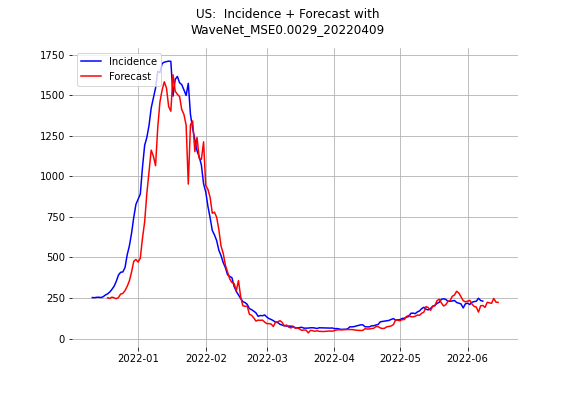 US:  Incidence + Forecast with
WaveNet_MSE0.0029_20220409
Incidence
Forecast
1750
1500
1250
1000
750
500
250
0
2022-01 2022-02 2022-03 2022-04 2022-05 2022-06